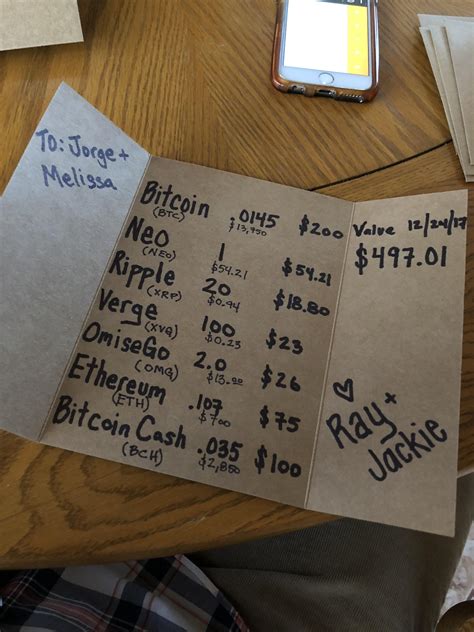 To: Jorge +
Melissa
Bitcoin .0145 $200
(BTC) $13,950
Neo 1 $54.21
(NEO) $54.21
Ripple 20 $18.80
(XRP) $0.94
Verge 100 $23
(XVG) $0.23
OmiseGo 2.0 $26
(OMG) $13.00
Ethereum .107 $75
(ETH) $700
Bitcoin Cash .035 $100
(BCH) $2,850
Value 12/24/17
$497.01
♡
Ray +
Jackie